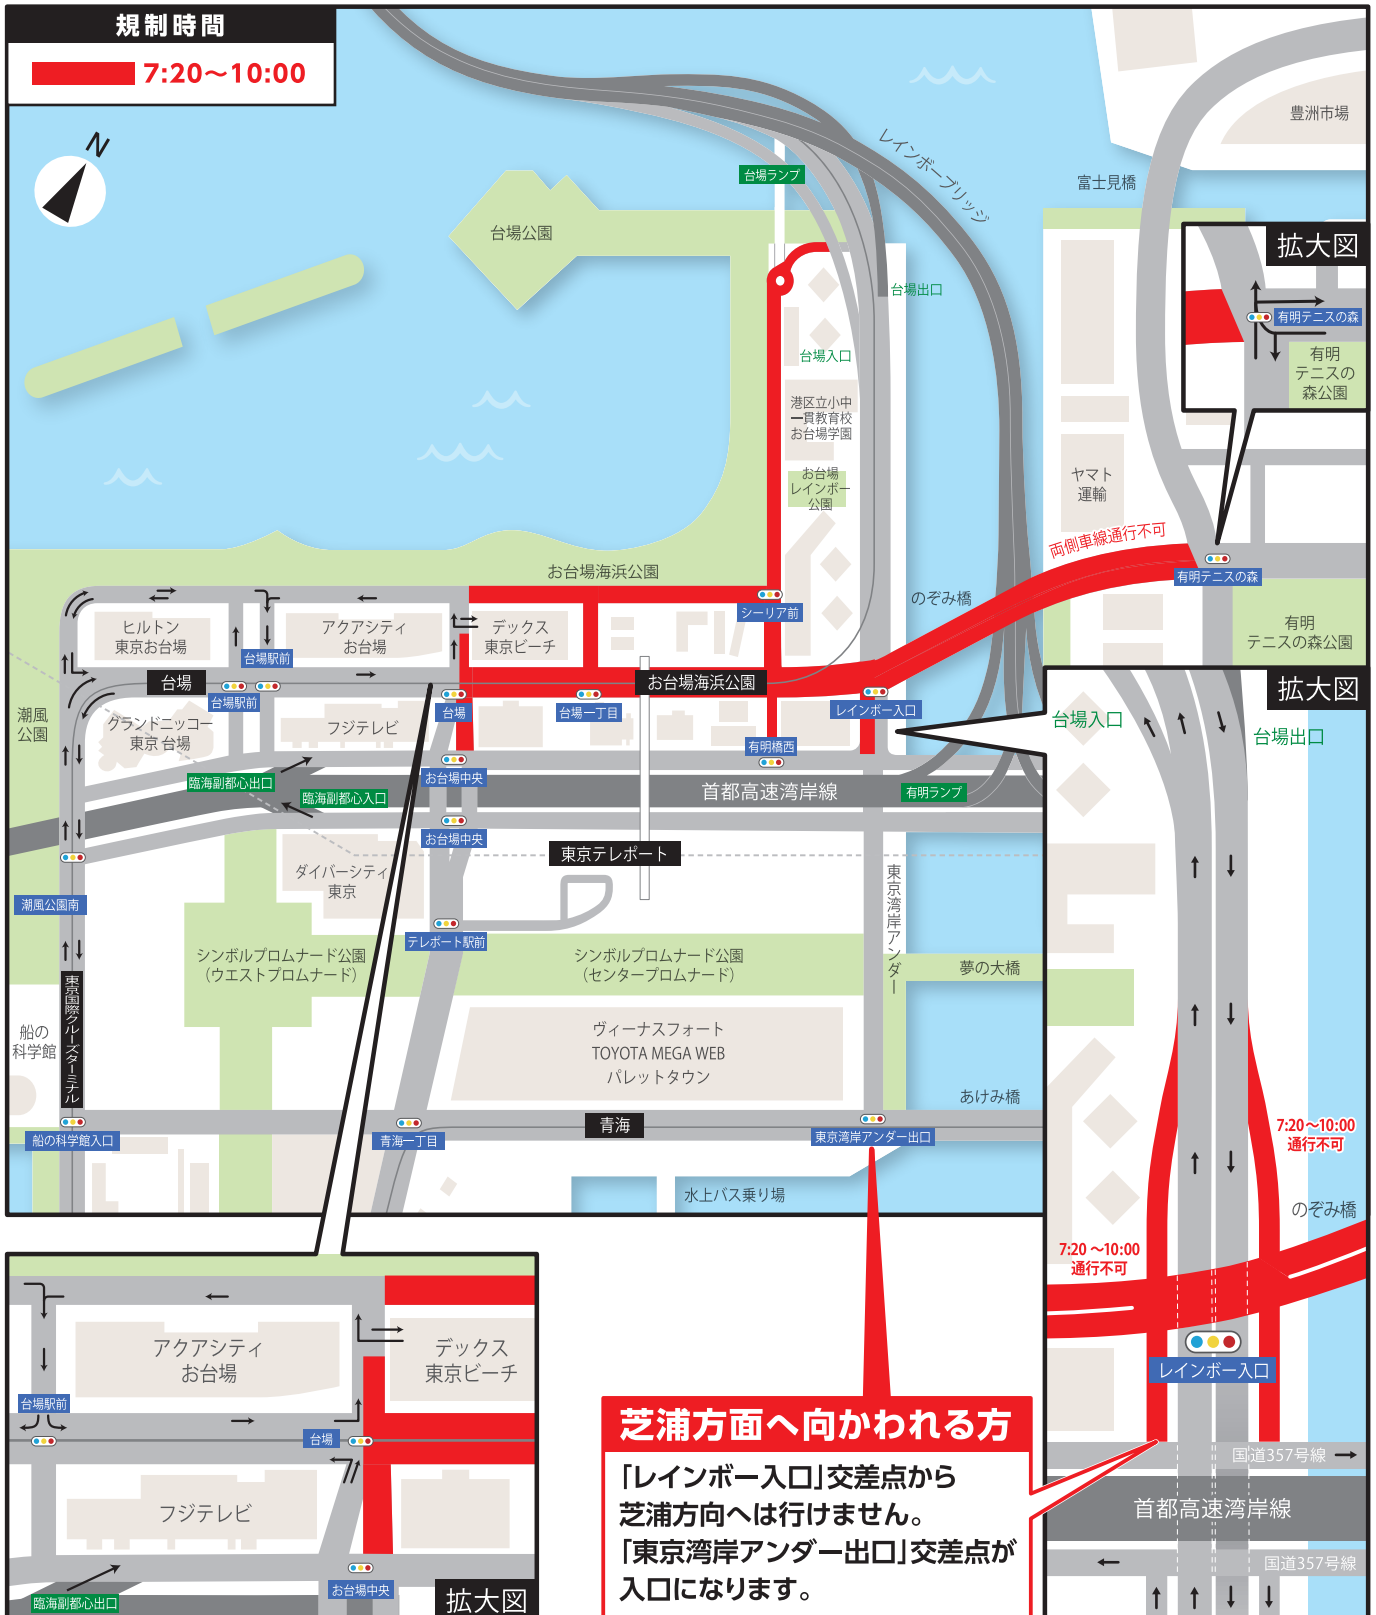 規制時間
7:20〜10:00
N
豊洲市場
レインボーブリッジ
台場ランプ
富士見橋
台場公園
拡大図
台場出口
有明テニスの森
有明
テニスの
森公園
台場入口
港区立小中
一貫教育校
お台場学園
お台場
レインボー
公園
ヤマト
運輸
両側車線通行不可
有明テニスの森
お台場海浜公園
のぞみ橋
シーリア前
有明
テニスの森公園
ヒルトン
東京お台場
アクアシティ
お台場
デックス
東京ビーチ
台場駅前
台場
お台場海浜公園
拡大図
台場駅前
台場
台場一丁目
レインボー入口
潮風
公園
グランドニッコー
東京 台場
フジテレビ
有明橋西
台場入口
台場出口
臨海副都心出口
お台場中央
臨海副都心入口
首都高速湾岸線
有明ランプ
お台場中央
東京テレポート
ダイバーシティ
東京
東京湾岸アンダー
潮風公園南
テレポート駅前
シンボルプロムナード公園
(ウエストプロムナード)
シンボルプロムナード公園
(センタープロムナード)
夢の大橋
東京国際クルーズターミナル
船の
科学館
ヴィーナスフォート
TOYOTA MEGA WEB
パレットタウン
あけみ橋
船の科学館入口
青海一丁目
青海
東京湾岸アンダー出口
7:20〜10:00
通行不可
水上バス乗り場
のぞみ橋
7:20〜10:00
通行不可
アクアシティ
お台場
デックス
東京ビーチ
レインボー入口
台場駅前
台場
芝浦方面へ向かわれる方
国道357号線
「レインボー入口」交差点から
芝浦方向へは行けません。
「東京湾岸アンダー出口」交差点が
入口になります。
フジテレビ
首都高速湾岸線
国道357号線
お台場中央
臨海副都心出口
拡大図